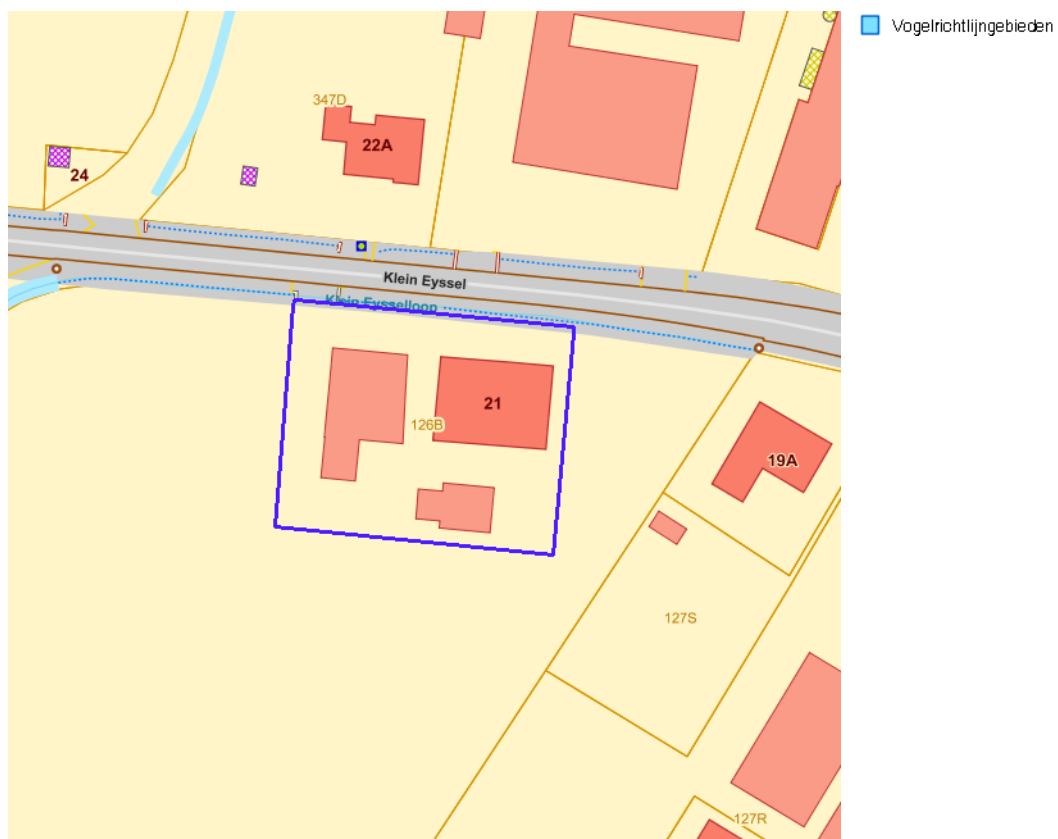 Vogelrichtlijngebieden
347D
22A
24
Klein Eyssel
Klein Eysselloop
21
126B
19A
127S
127R